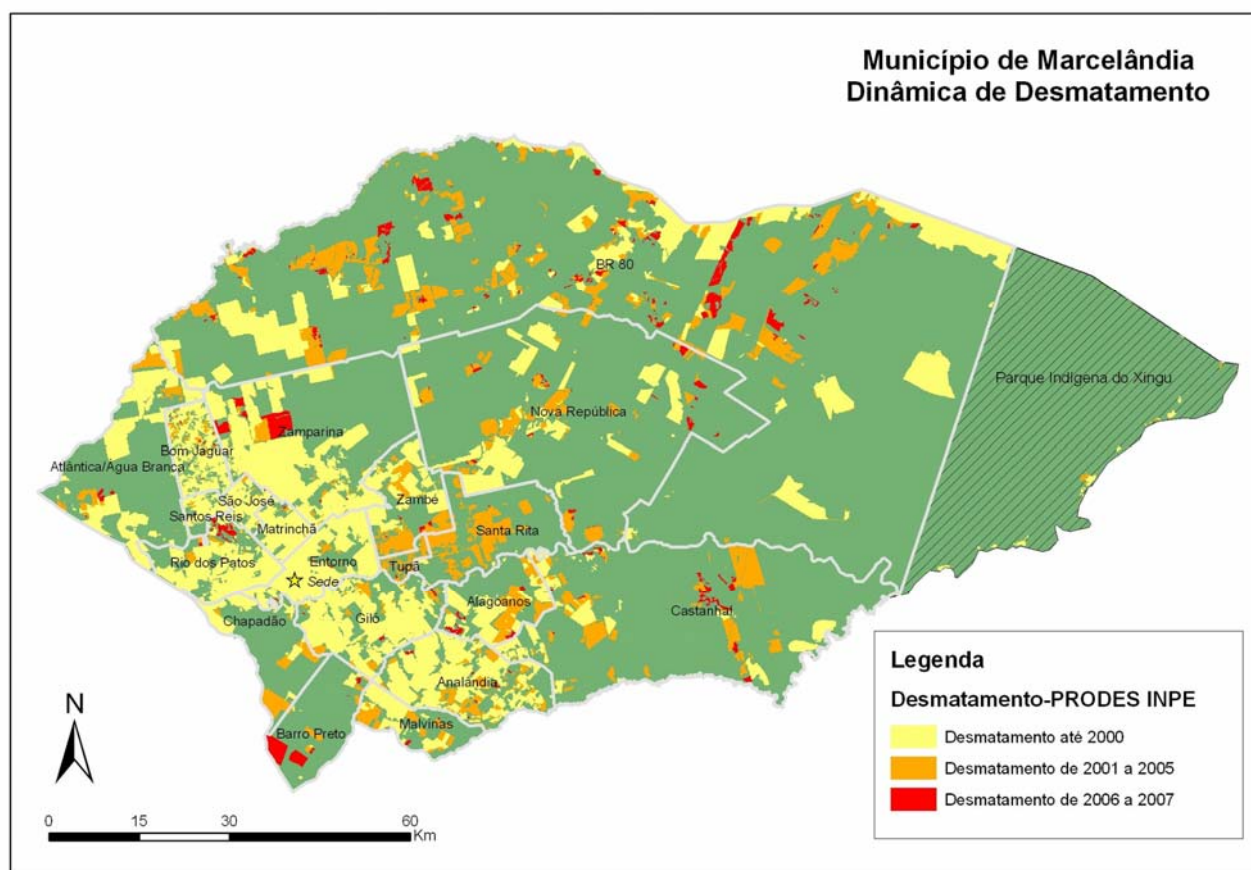 Município de Marcelândia
Dinâmica de Desmatamento
BR 80
Parque Indígena do Xingu
Nova República
Zamparina
Bom Jaguar
Atlântica/Água Branca
São José
Zambé
Santos Reis
Matrinchã
Santa Rita
Rio dos Patos
Entorno
Tupã
Sede
Alagoanos
Castanhal
Chapadão
Giló
Analândia
Malvinas
Barro Preto
N
0 15 30 60
Km
Legenda
Desmatamento-PRODES INPE
Desmatamento até 2000
Desmatamento de 2001 a 2005
Desmatamento de 2006 a 2007